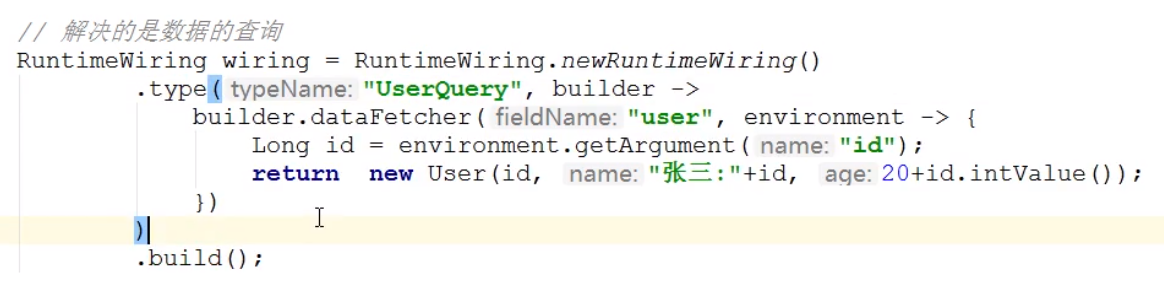 // 解决的是数据的查询
RuntimeWiring wiring = RuntimeWiring.newRuntimeWiring()
.type( typeName: "UserQuery", builder ->
builder.dataFetcher( fieldName: "user", environment -> {
Long id = environment.getArgument( name: "id");
return new User(id, name: "张三:"+id, age: 20+id.intValue());
})
)
.build();